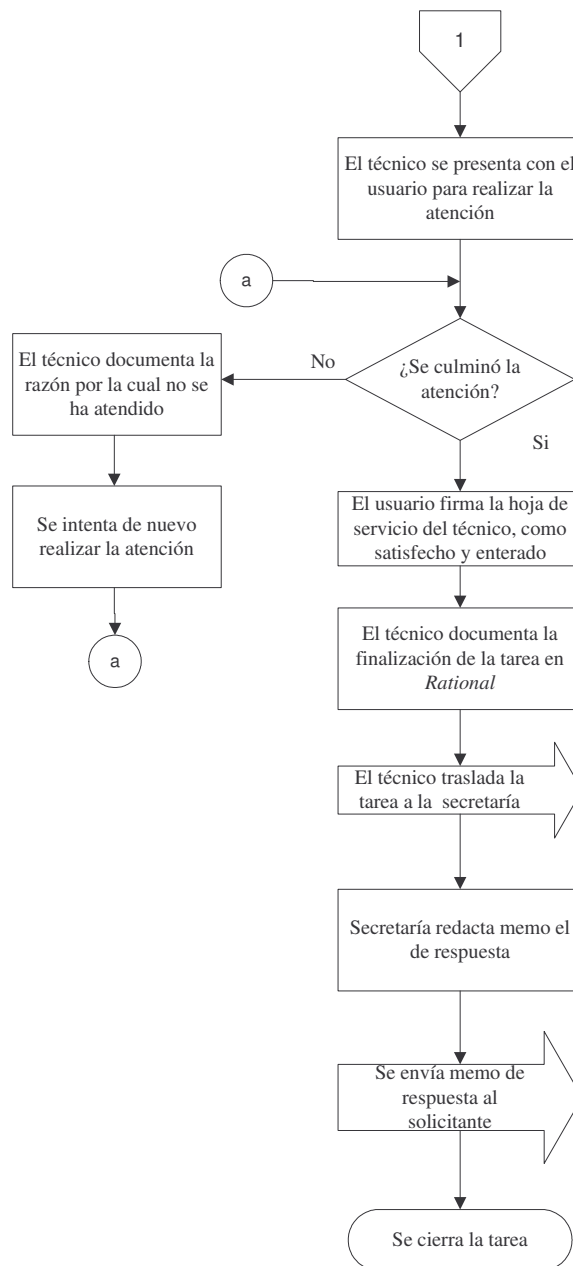 1
El técnico se presenta con el
usuario para realizar la
atención
a
¿Se culminó la
atención?
No
Si
El técnico documenta la
razón por la cual no se
ha atendido
Se intenta de nuevo
realizar la atención
a
El usuario firma la hoja de
servicio del técnico, como
satisfecho y enterado
El técnico documenta la
finalización de la tarea en
Rational
El técnico traslada la
tarea a la secretaría
Secretaría redacta memo el
de respuesta
Se envía memo de
respuesta al
solicitante
Se cierra la tarea